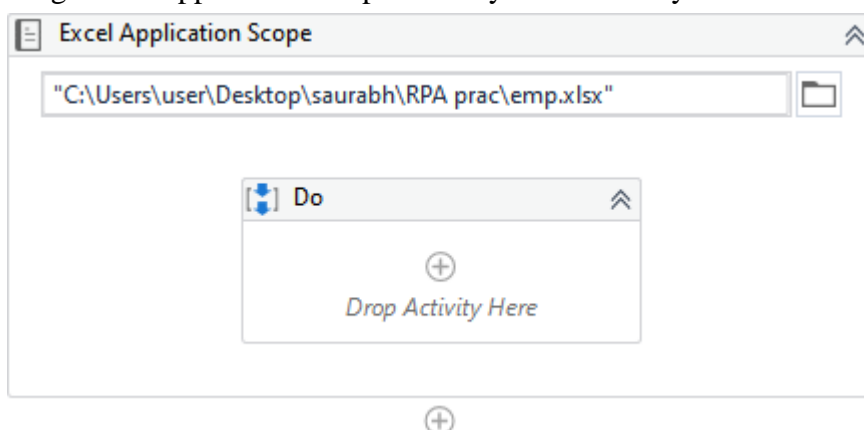 Excel Application Scope
"C:\Users\user\Desktop\saurabh\RPA prac\emp.xlsx"
Do
Drop Activity Here